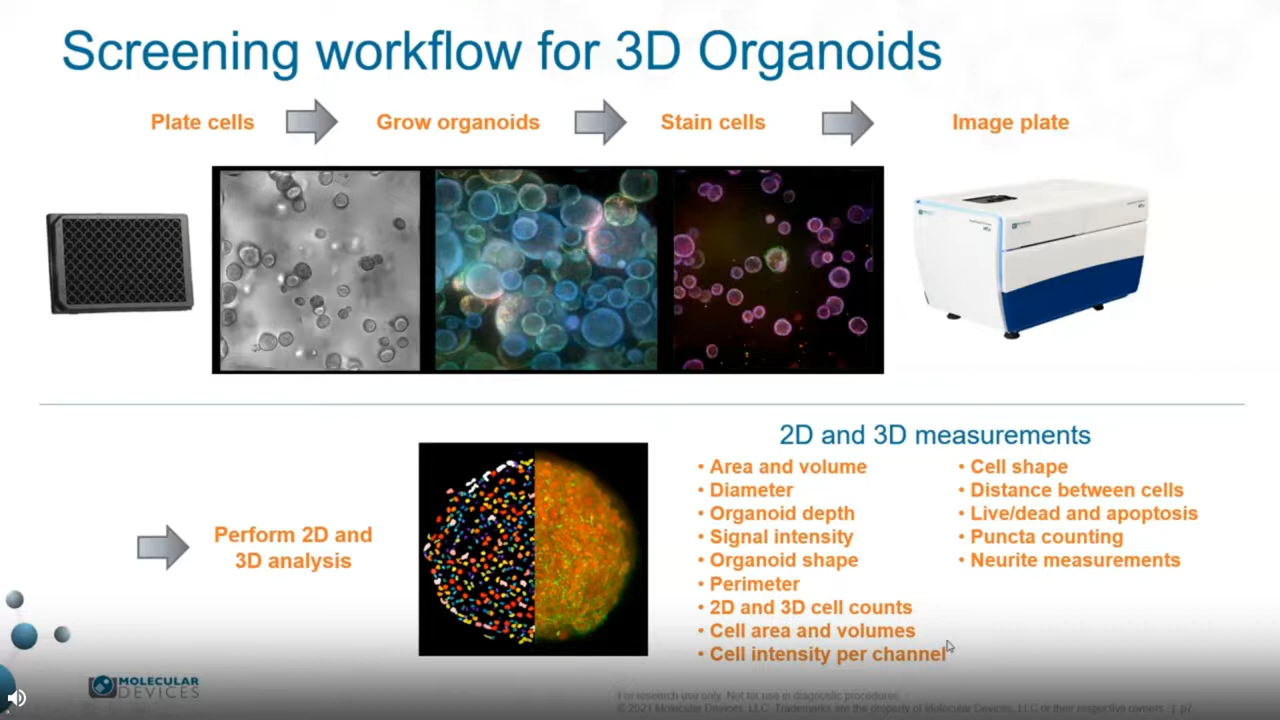 Screening workflow for 3D Organoids
Plate cells
Grow organoids
Stain cells
Image plate
2D and 3D measurements
• Area and volume
• Diameter
• Organoid depth
• Signal intensity
• Organoid shape
• Perimeter
• 2D and 3D cell counts
• Cell area and volumes
• Cell intensity per channel
• Cell shape
• Distance between cells
• Live/dead and apoptosis
• Puncta counting
• Neurite measurements
Perform 2D and
3D analysis
MOLECULAR
DEVICES
For research use only. Not for use in diagnostic procedures.
© 2021 Molecular Devices, LLC. Trademarks are the property of Molecular Devices, LLC or their respective owners. | p7